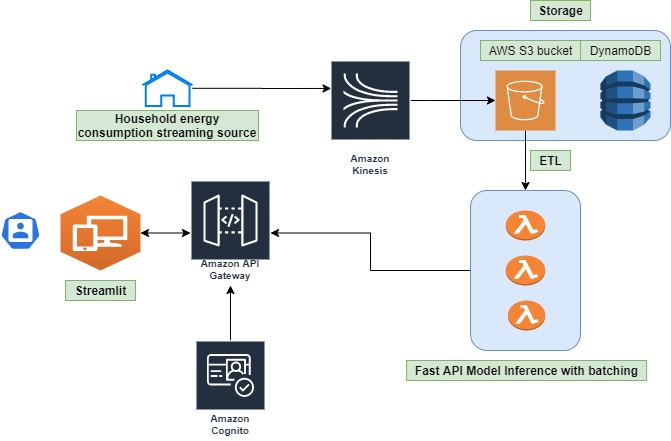 Storage
AWS S3 bucket
DynamoDB
Household energy
consumption streaming source
Amazon
Kinesis
ETL
Amazon API
Gateway
Streamlit
Fast API Model Inference with batching
Amazon
Cognito